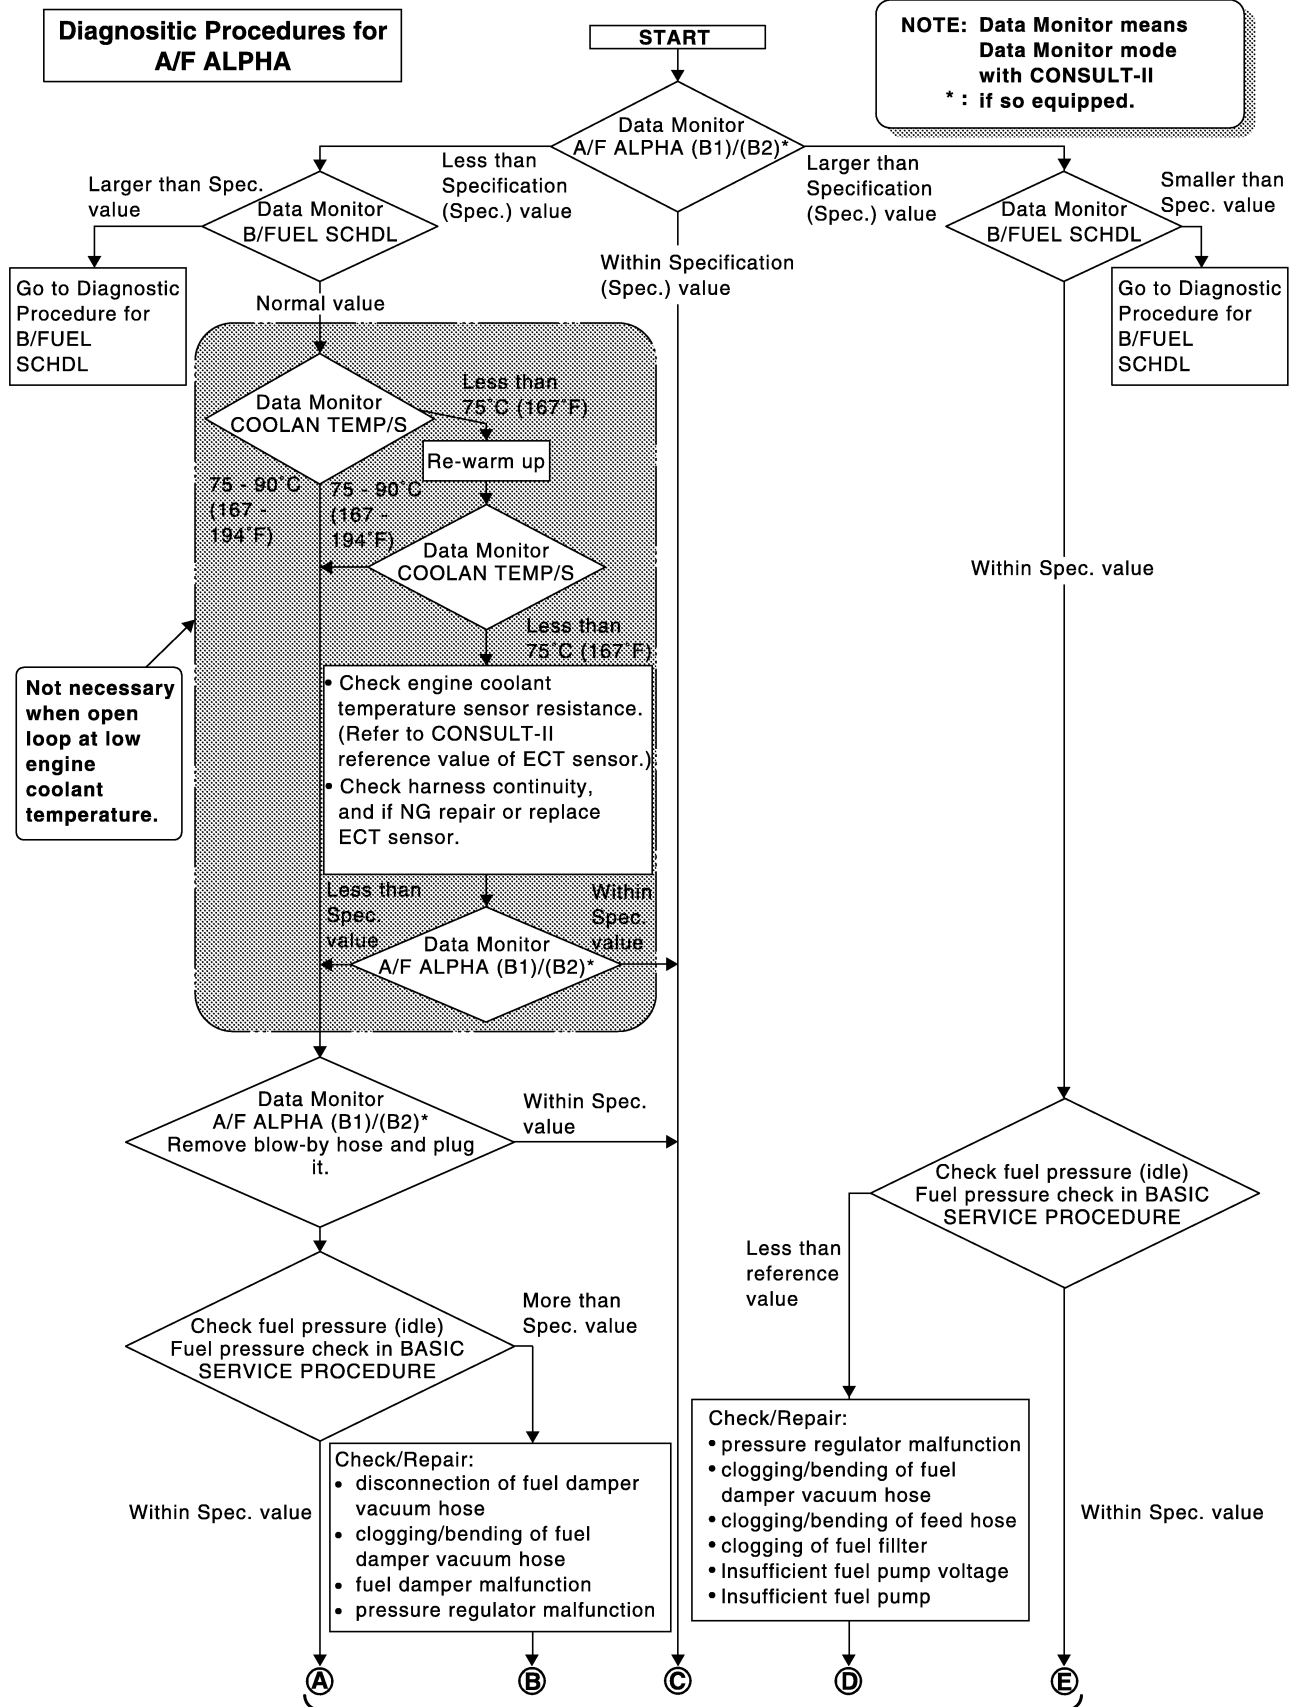 Diagnositic Procedures for
A/F ALPHA
START
NOTE: Data Monitor means
Data Monitor mode
with CONSULT-II
* : if so equipped.
Data Monitor
A/F ALPHA (B1)/(B2)*
Less than
Specification
(Spec.) value
Larger than
Specification
(Spec.) value
Larger than Spec.
value
Data Monitor
B/FUEL SCHDL
Smaller than
Spec. value
Data Monitor
B/FUEL SCHDL
Within Specification
(Spec.) value
Go to Diagnostic
Procedure for
B/FUEL
SCHDL
Normal value
Go to Diagnostic
Procedure for
B/FUEL
SCHDL
Data Monitor
COOLAN TEMP/S
Less than
75°C (167°F)
Re-warm up
75 - 90°C
(167 -
194°F)
75 - 90°C
(167 -
194°F)
Data Monitor
COOLAN TEMP/S
Within Spec. value
Less than
75°C (167°F)
Not necessary
when open
loop at low
engine
coolant
temperature.
• Check engine coolant
temperature sensor resistance.
(Refer to CONSULT-II
reference value of ECT sensor.)
• Check harness continuity,
and if NG repair or replace
ECT sensor.
Less than
Spec.
value
Within
Spec.
value
Data Monitor
A/F ALPHA (B1)/(B2)*
Data Monitor
A/F ALPHA (B1)/(B2)*
Remove blow-by hose and plug
it.
Within Spec.
value
Check fuel pressure (idle)
Fuel pressure check in BASIC
SERVICE PROCEDURE
Less than
reference
value
More than
Spec. value
Check fuel pressure (idle)
Fuel pressure check in BASIC
SERVICE PROCEDURE
Within Spec. value
Check/Repair:
• disconnection of fuel damper
vacuum hose
• clogging/bending of fuel
damper vacuum hose
• fuel damper malfunction
• pressure regulator malfunction
Check/Repair:
• pressure regulator malfunction
• clogging/bending of fuel
damper vacuum hose
• clogging/bending of feed hose
• clogging of fuel fillter
• Insufficient fuel pump voltage
• Insufficient fuel pump
Within Spec. value
A B C D E